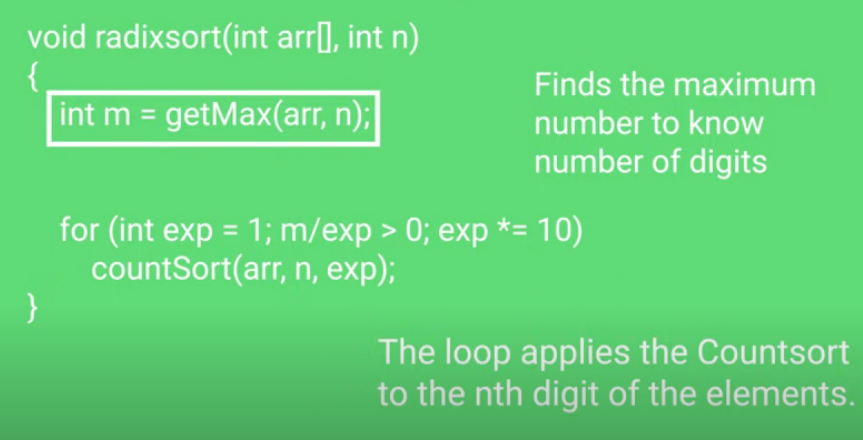 void radixsort(int arr[], int n)
{
int m = getMax(arr, n);
Finds the maximum
number to know
number of digits
for (int exp = 1; m/exp > 0; exp *= 10)
countSort(arr, n, exp);
}
The loop applies the Countsort
to the nth digit of the elements.